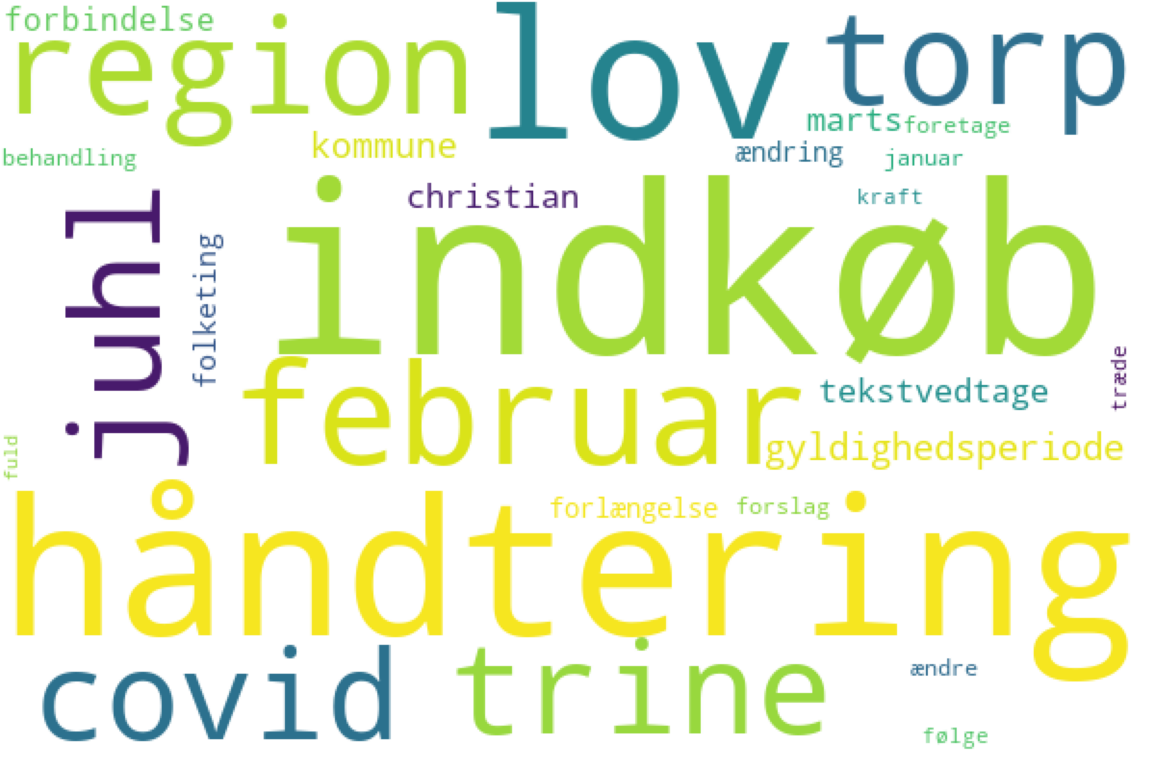 forbindelse
region
lov
torp
marts
foretage
kommune
ændring
januar
behandling
christian
kraft
indkøb
juhl
folketing
februar
tekstvedtage
træde
gyldighedsperiode
fuld
håndtering
forlængelse
forslag
covid
trine
ændre
følge